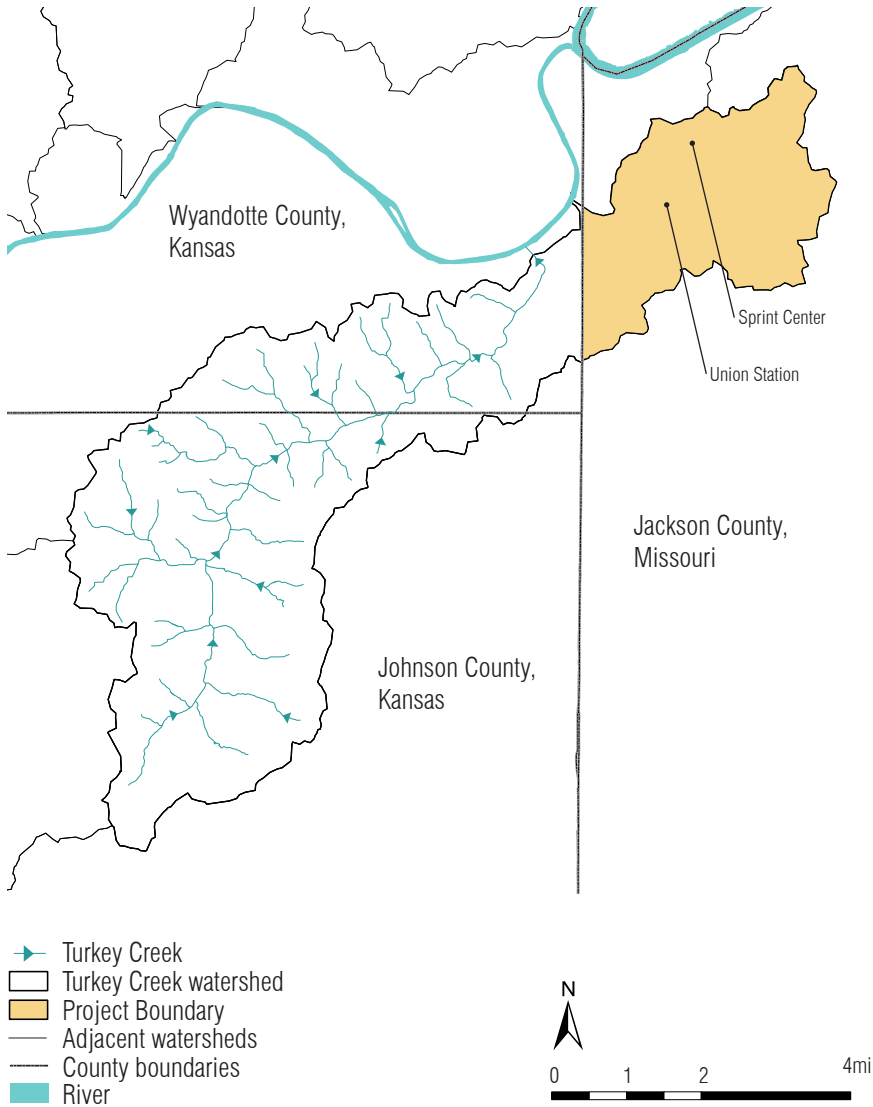 Wyandotte County,
Kansas
Sprint Center
Union Station
Jackson County,
Missouri
Johnson County,
Kansas
Turkey Creek
Turkey Creek watershed
Project Boundary
Adjacent watersheds
County boundaries
River
N
0 1 2 4mi